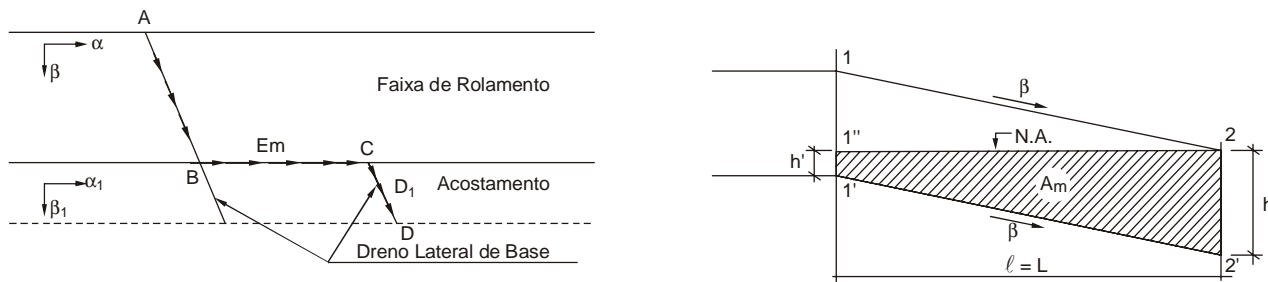 A
α
β
Faixa de Rolamento
Em
C
B
α1
β1
D1
Acostamento
D
Dreno Lateral de Base
1
β
1''
N.A.
2
h'
1'
Am
h
β
2'
ℓ = L